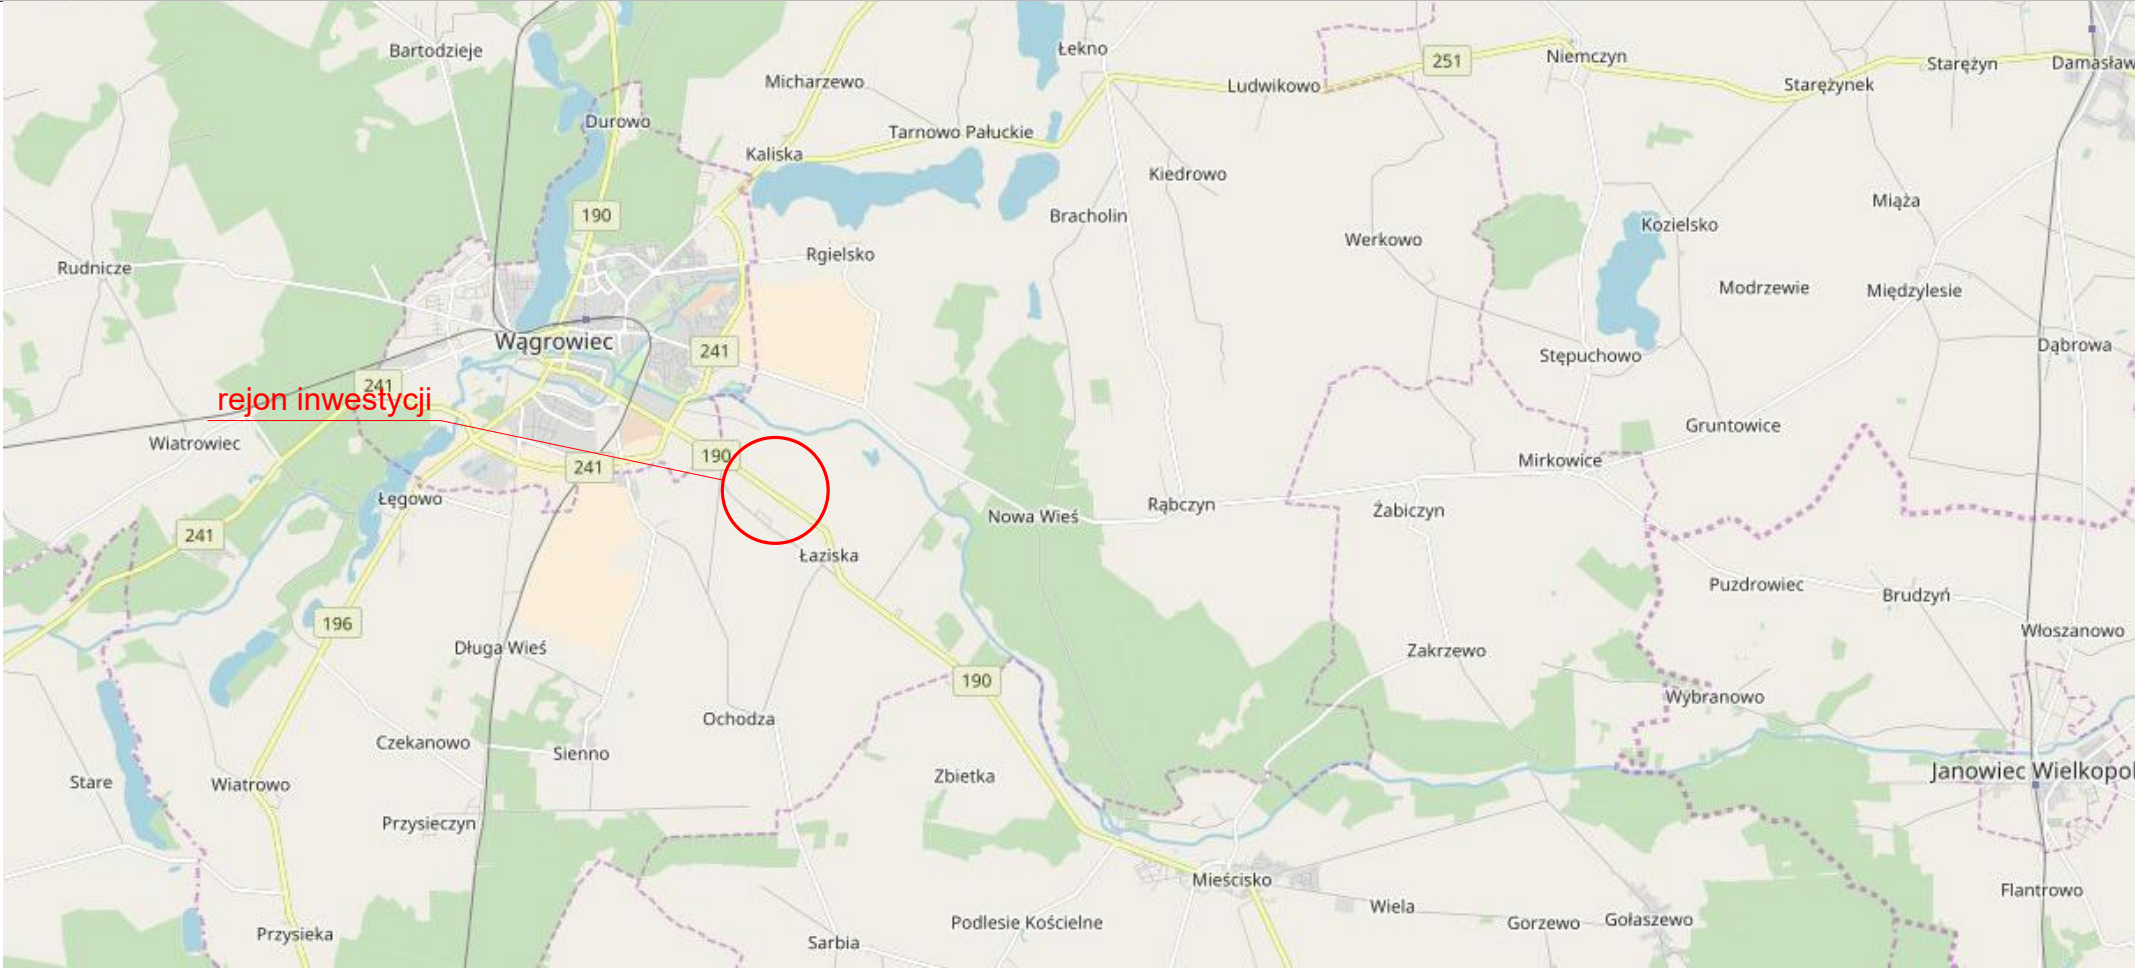 Bartodzieje
Łekno
251
Niemczyn
Starężyn
Damasław
Micharzewo
Ludwikowo
Starężynek
Durowo
Tarnowo Pałuckie
Kaliska
Kiedrowo
Miąża
190
Bracholin
Kozielsko
Werkowo
Rgielsko
Rudnicze
Modrzewie
Międzylesie
Wągrowiec
241
Stępuchowo
Dąbrowa
241
rejon inwestycji
Gruntowice
Wiatrowiec
190
Mirkowice
241
Łęgowo
Rąbczyn
Żabiczyn
Nowa Wieś
241
Łaziska
Puzdrowiec
Brudzyń
196
Włoszanowo
Długa Wieś
Zakrzewo
190
Wybranowo
Ochodza
Czekanowo
Sienno
Janowiec Wielkopol
Zbietka
Stare
Wiatrowo
Przysieczyn
Mieścisko
Flantrowo
Wiela
Gołaszewo
Podlesie Kościelne
Gorzewo
Przysieka
Sarbia